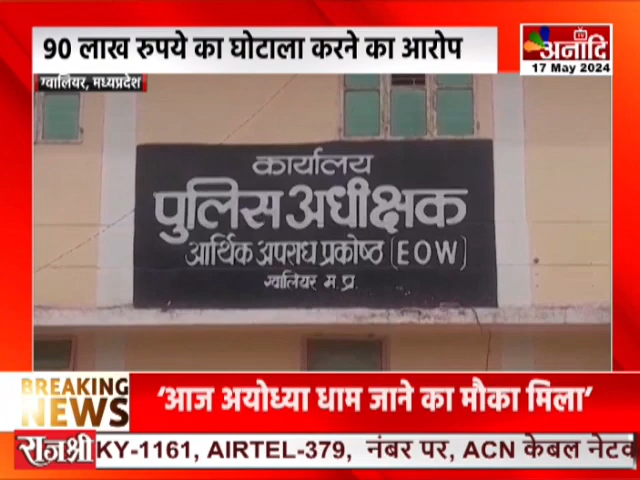 90 लाख रुपये का घोटाला करने का आरोप
अनादि TV
17 May 2024
ग्वालियर, मध्यप्रदेश
कार्यालय
पुलिस अधीक्षक
आर्थिक अपराध प्रकोष्ठ (EOW)
ग्वालियर म.प्र.
BREAKING NEWS
‘आज अयोध्या धाम जाने का मौका मिला’
राजश्री
KY-1161, AIRTEL-379, नंबर पर, ACN केबल नेटव